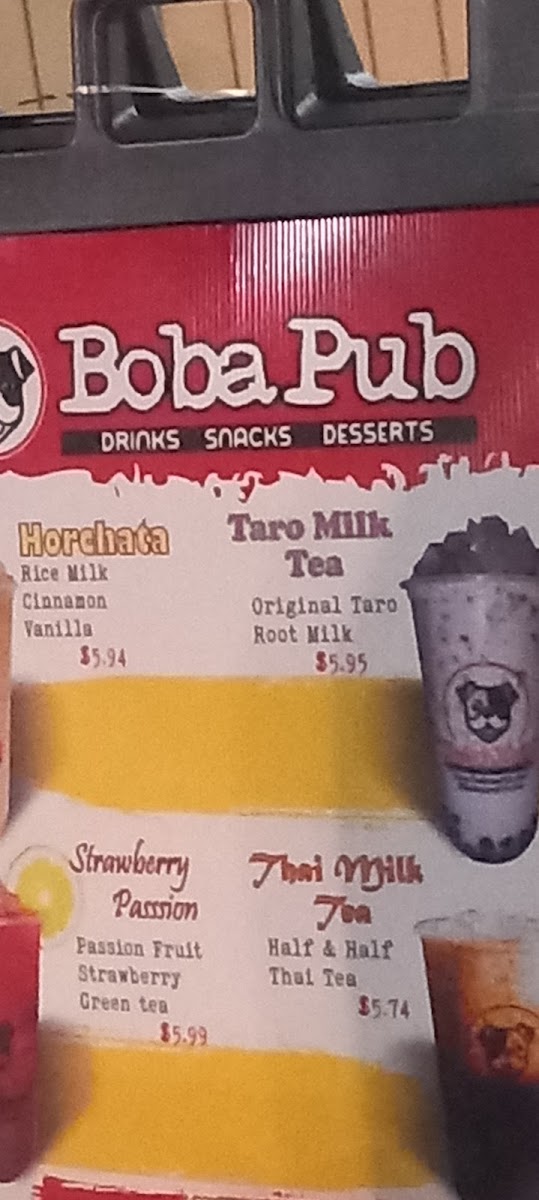 Boba Pub
DRINKS SNACKS DESSERTS
Horchata
Rice Milk
Cinnamon
Vanilla
$5.94
Taro Milk
Tea
Original Taro
Root Milk
$5.95
Strawberry
Passsion
Passion Fruit
Strawberry
Green tea
$5.99
Thai Milk
Tea
Half & Half
Thai Tea
$5.74